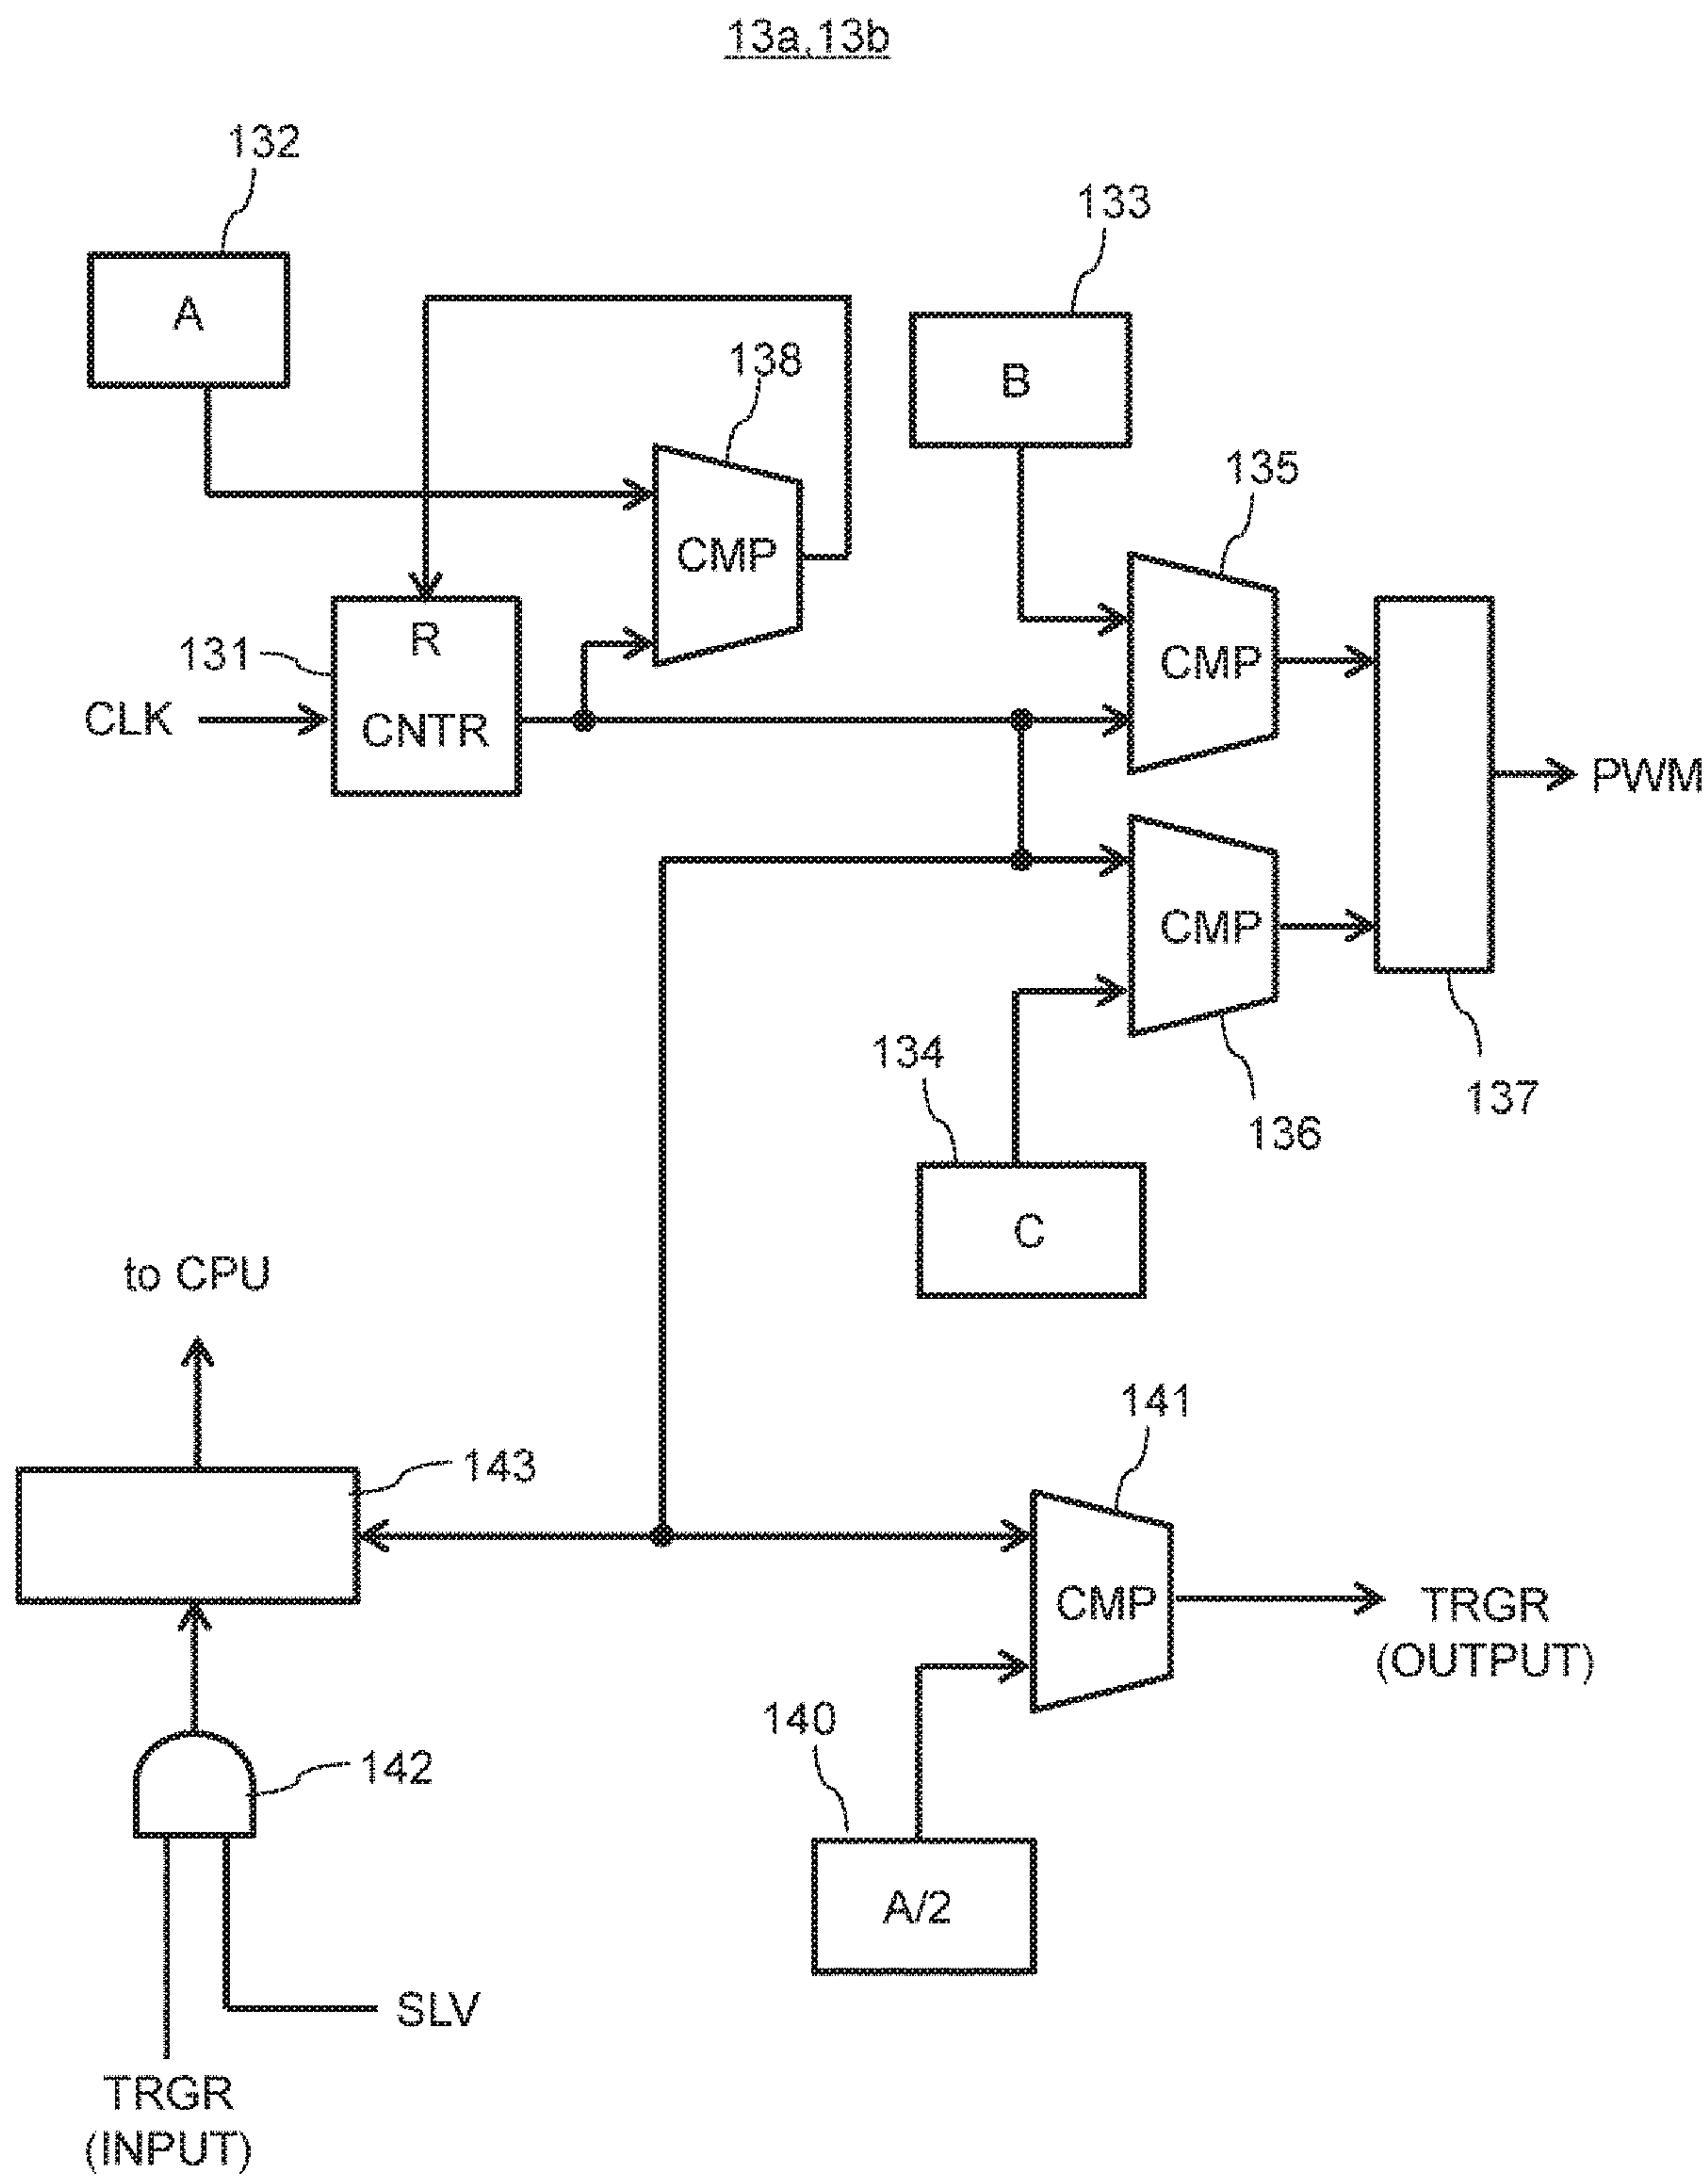 13a,13b
132
133
A
138
B
135
CMP
R
131
CMP
CLK
CNTR
PWM
CMP
134
137
136
C
to CPU
141
143
CMP
TRGR
(OUTPUT)
140
142
A/2
SLV
TRGR
(INPUT)